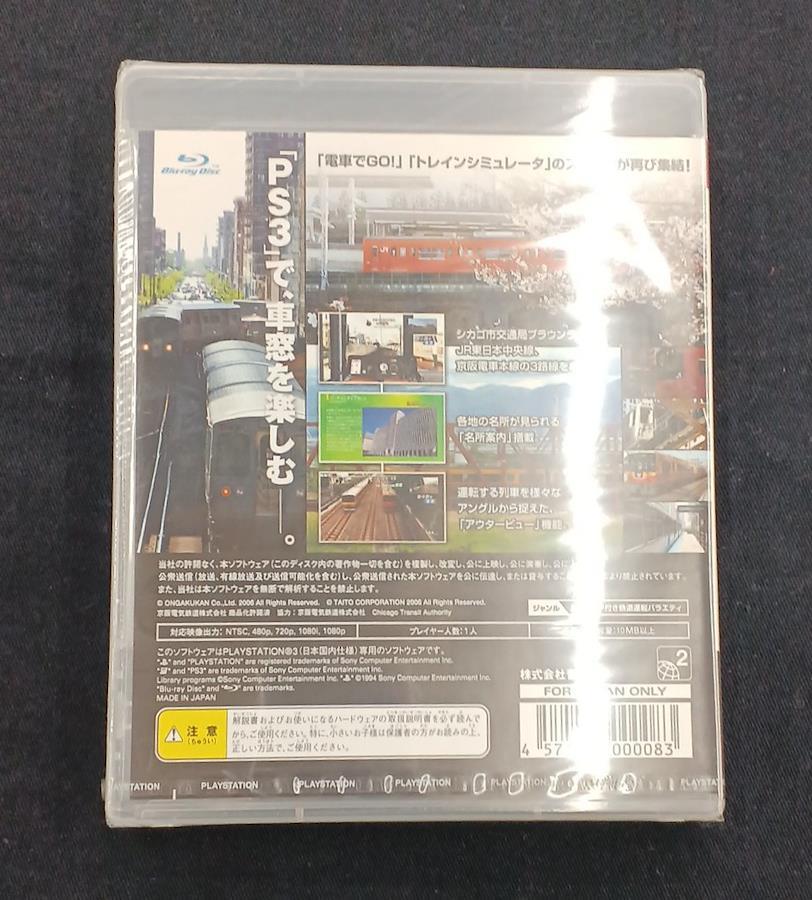 Blu-ray Disc
「電車でGO!」「トレインシミュレータ」の が再び集結!
「PS3」で、車窓を楽しむ——。
シカゴ市交通局ブラウン
JR東日本中央線、
京阪電車本線の3路線を
各地の名所が見られる
「名所案内」搭載
運転する列車を様々な
アングルから捉えた、
「アウタービュー」機能。
当社の許諾なく、本ソフトウェア(このディスク内の著作物一切を含む)を複製し、改変し、公に上映し、公に演奏し、公に
公衆送信(放送、有線放送及び送信可能化を含む)し、公衆送信された本ソフトウェアを公に伝達し、または貸与する より禁止されています。
また、当社は本ソフトウェアを無断で解析することを禁止します。
© ONGAKUKAN Co.,Ltd. 2006 All Rights Reserved. © TAITO CORPORATION 2006 All Rights Reserved.
京阪電気鉄道株式会社 商品化許諾済 協力:京阪電気鉄道株式会社 Chicago Transit Authority
ジャンル 付き鉄道運転バラエティ
対応映像出力: NTSC, 480p, 720p, 1080i, 1080p プレイヤー人数:1人 量:10MB以上
このソフトウェアはPLAYSTATION®3(日本国内仕様)専用のソフトウェアです。
" " and "PLAYSTATION" are registered trademarks of Sony Computer Entertainment Inc.
" " and "PS3" are trademarks of Sony Computer Entertainment Inc.
Library programs ©Sony Computer Entertainment Inc. " " ©1994 Sony Computer Entertainment Inc.
"Blu-ray Disc" and " " are trademarks.
MADE IN JAPAN
2
株式会社音
FOR AN ONLY
注意
(ちゅうい)
解説書およびお使いになるハードウェアの取扱説明書を必ず読んで
から、ご使用ください。特に、小さいお子様は保護者の方がお読みの上、
正しい方法で、ご使用ください。
4 57 000083
PLAYSTATION PLAYSTATION PLAYSTATION PLAYSTATION PLAYSTATION PLAYSTATION